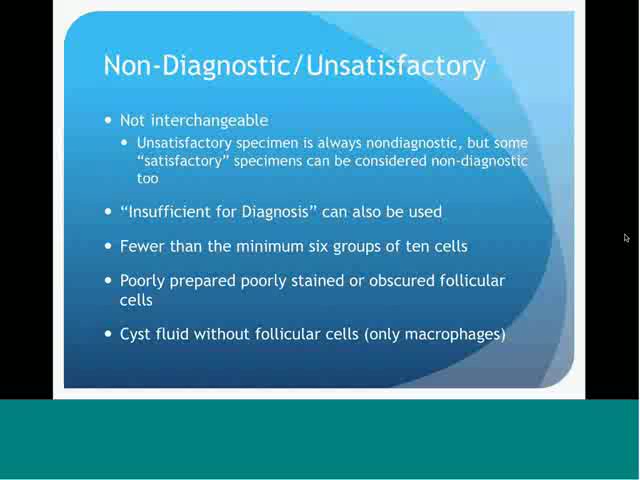 Non-Diagnostic/Unsatisfactory
• Not interchangeable
• Unsatisfactory specimen is always nondiagnostic, but some
“satisfactory” specimens can be considered non-diagnostic
too
• “Insufficient for Diagnosis” can also be used
• Fewer than the minimum six groups of ten cells
• Poorly prepared poorly stained or obscured follicular
cells
• Cyst fluid without follicular cells (only macrophages)